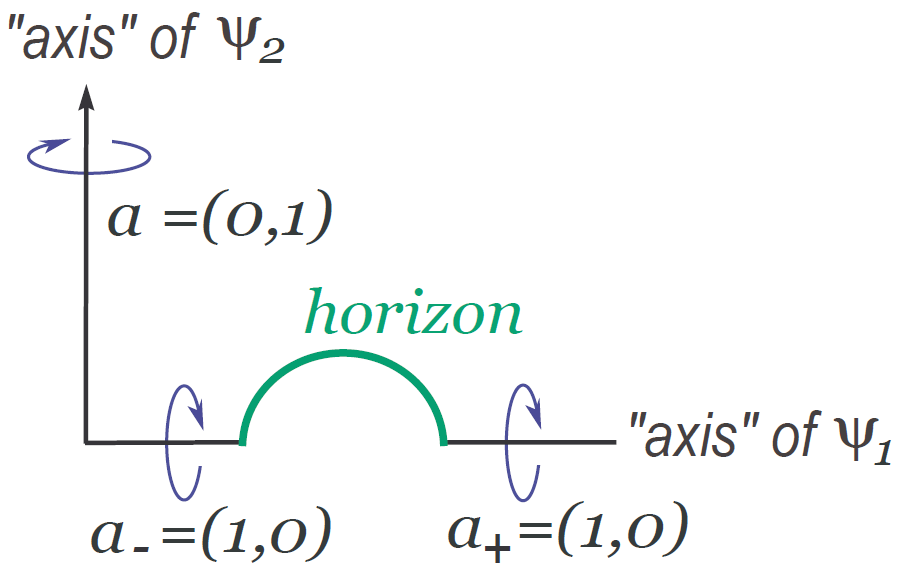 "axis" of ψ2
a =(0,1)
horizon
"axis" of ψ1
a-=(1,0)
a+=(1,0)